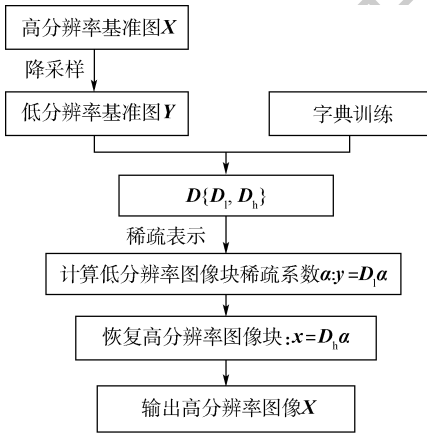 高分辨率基准图X
降采样
低分辨率基准图Y
字典训练
D{Dl, Dh}
稀疏表示
计算低分辨率图像块稀疏系数α:y=Dlα
恢复高分辨率图像块:x=Dhα
输出高分辨率图像X